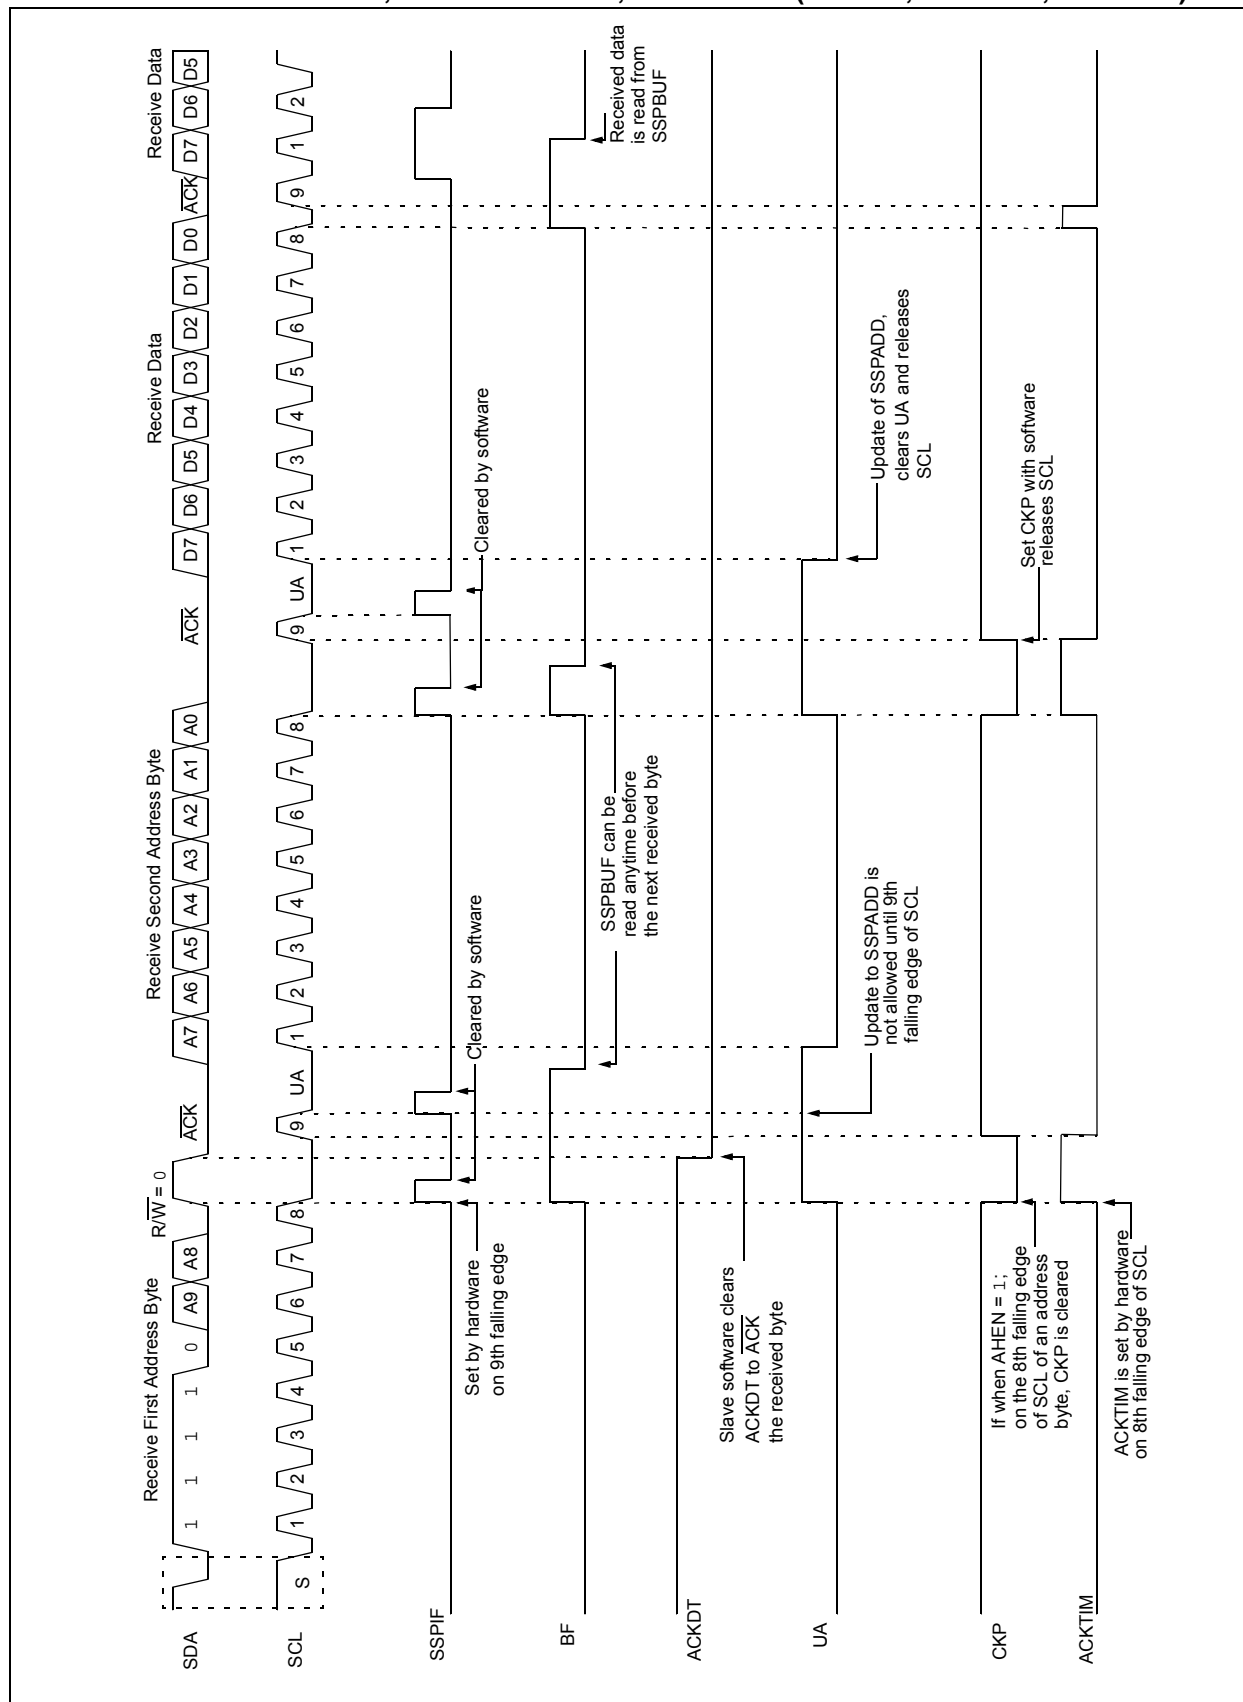 Receive First Address Byte
R/W = 0
ACK
Receive Second Address Byte
ACK
Receive Data
ACK
Receive Data
SDA
1 1 1 1 0 A9 A8
A7 A6 A5 A4 A3 A2 A1 A0
D7 D6 D5 D4 D3 D2 D1 D0
D7 D6 D5
SCL
S 1 2 3 4 5 6 7 8 9 UA 1 2 3 4 5 6 7 8 9 UA 1 2 3 4 5 6 7 8 9 1 2
SSPIF
Set by hardware
on 9th falling edge
Cleared by software
Cleared by software
BF
SSPBUF can be
read anytime before
the next received byte
Received data
is read from
SSPBUF
ACKDT
Slave software clears
ACKDT to ACK
the received byte
UA
Update to SSPADD is
not allowed until 9th
falling edge of SCL
Update of SSPADD,
clears UA and releases
SCL
CKP
If when AHEN = 1;
on the 8th falling edge
of SCL of an address
byte, CKP is cleared
Set CKP with software
releases SCL
ACKTIM
ACKTIM is set by hardware
on 8th falling edge of SCL